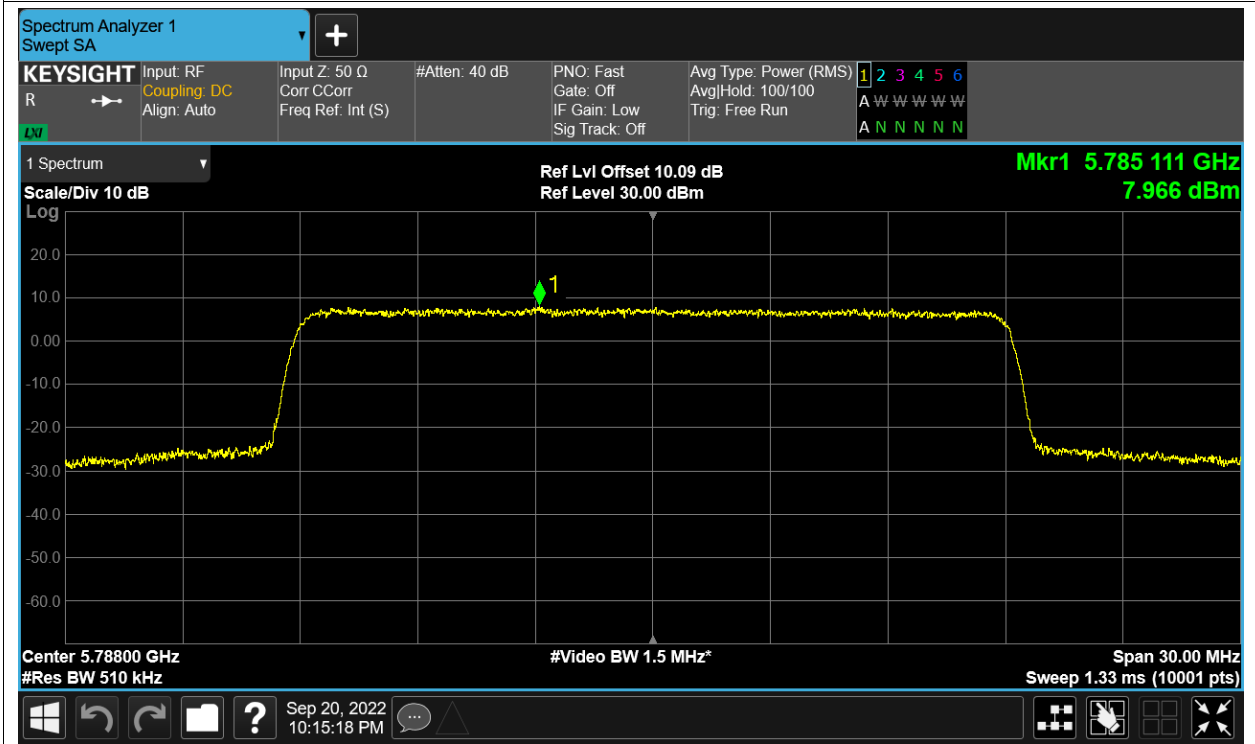 Spectrum Analyzer 1
Swept SA
KEYSIGHT
R
LXI
Input: RF
Coupling: DC
Align: Auto
Input Z: 50 Ω
Corr CCorr
Freq Ref: Int (S)
#Atten: 40 dB
PNO: Fast
Gate: Off
IF Gain: Low
Sig Track: Off
Avg Type: Power (RMS)
Avg|Hold: 100/100
Trig: Free Run
1 2 3 4 5 6
A W W W W W
A N N N N N
1 Spectrum
Scale/Div 10 dB
Ref Lvl Offset 10.09 dB
Ref Level 30.00 dBm
Mkr1 5.785 111 GHz
7.966 dBm
Log
20.0
10.0
0.00
-10.0
-20.0
-30.0
-40.0
-50.0
-60.0
1
Center 5.78800 GHz
#Res BW 510 kHz
#Video BW 1.5 MHz*
Span 30.00 MHz
Sweep 1.33 ms (10001 pts)
?
Sep 20, 2022
10:15:18 PM